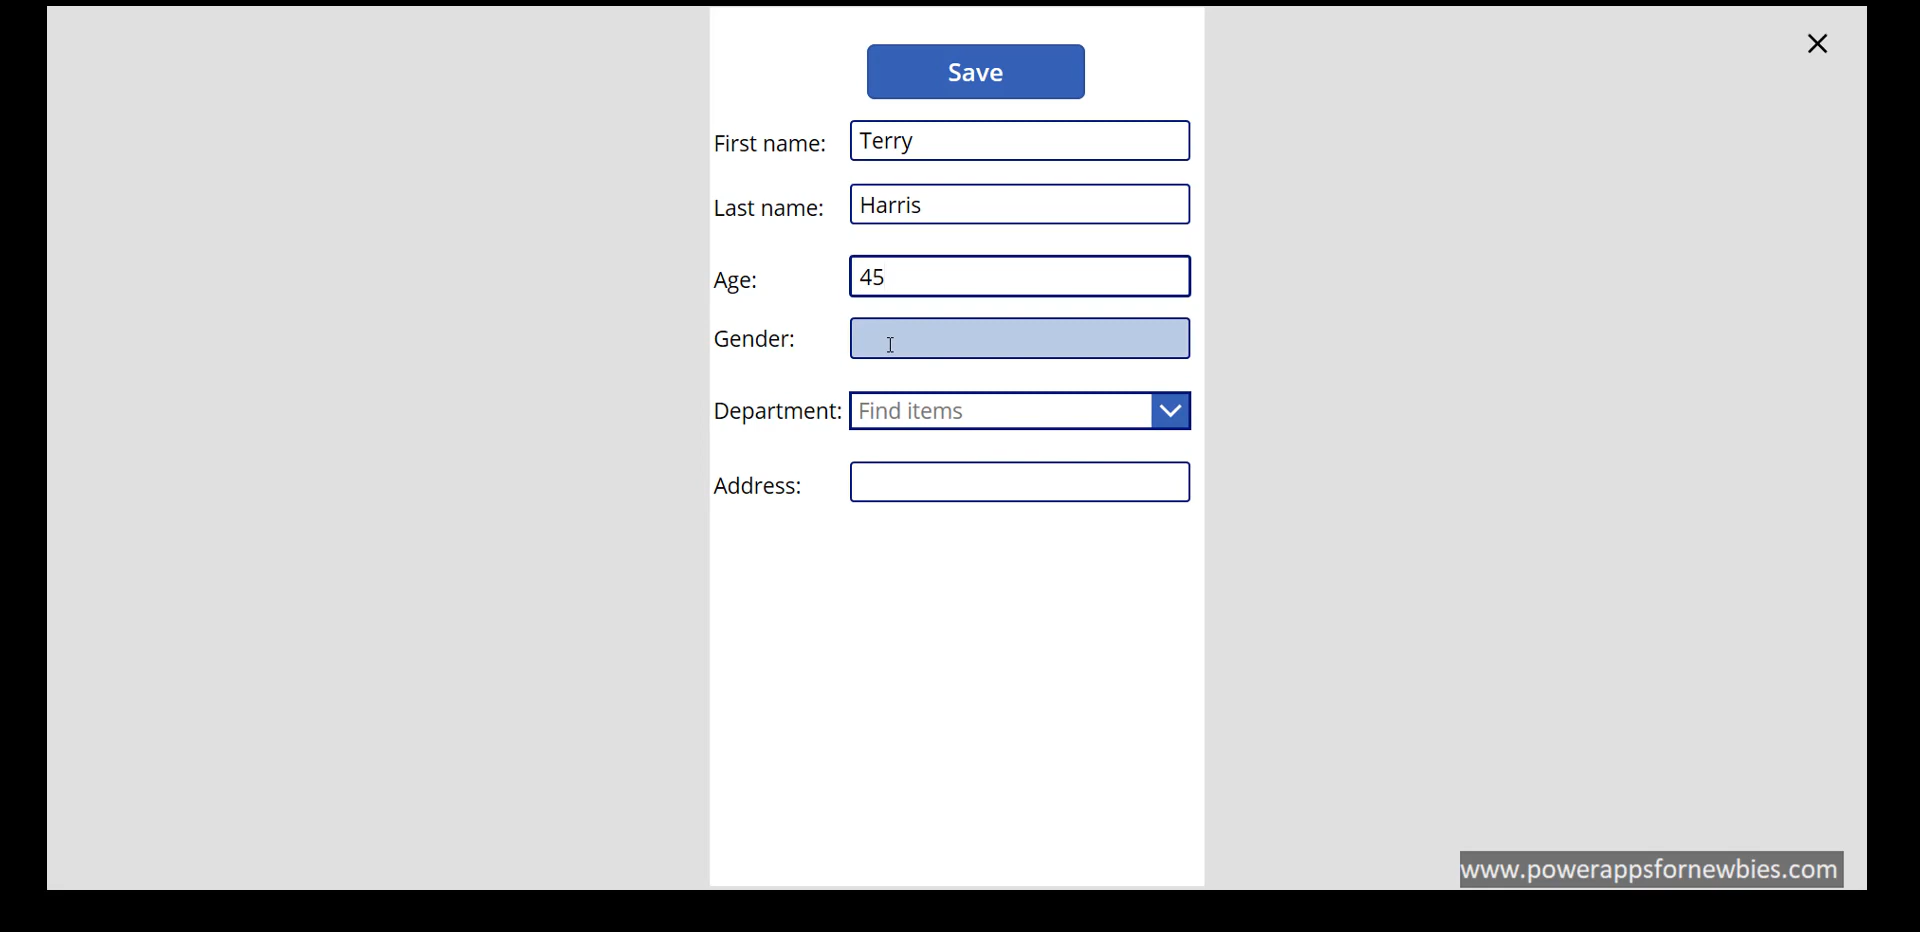 Save
First name: Terry
Last name: Harris
Age: 45
Gender:
Department: Find items
Address:
www.powerappsfornewbies.com